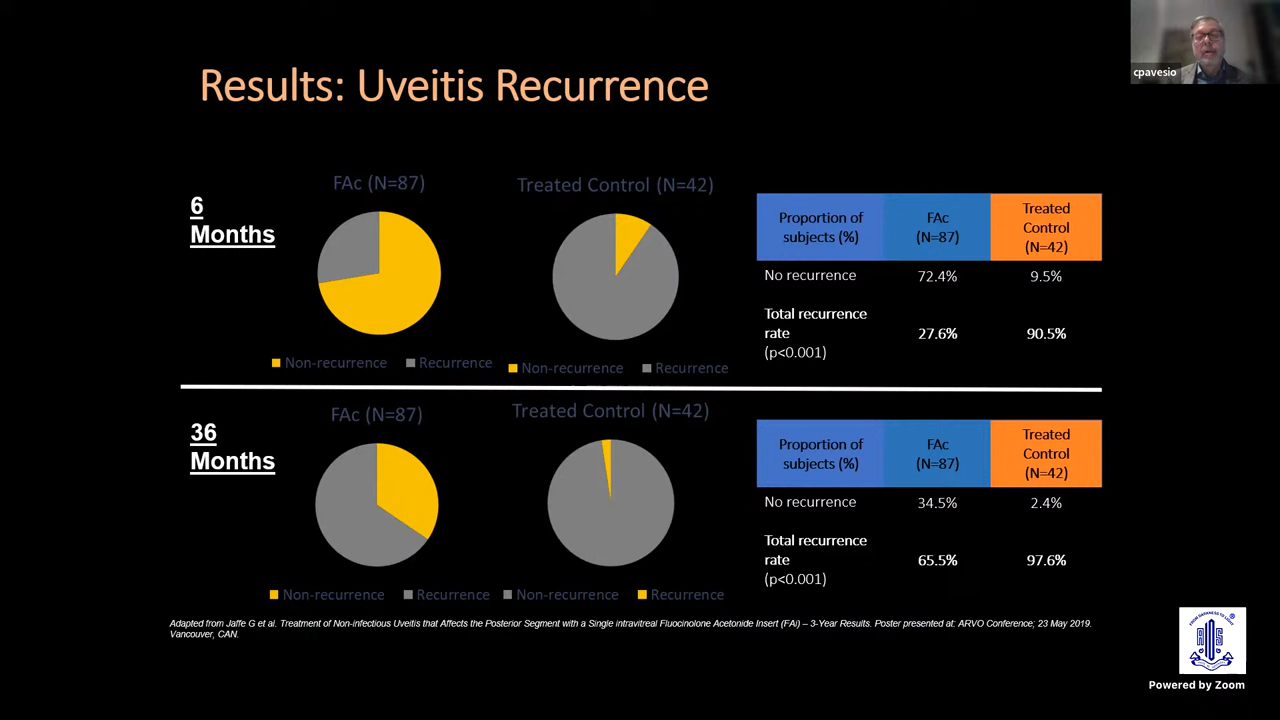 cpavesio
Results: Uveitis Recurrence
6
Months
FAc (N=87)
Treated Control (N=42)
Non-recurrence
Recurrence
Non-recurrence
Recurrence
Proportion of
subjects (%)
FAc
(N=87)
Treated
Control
(N=42)
No recurrence
72.4%
9.5%
Total recurrence
rate
(p<0.001)
27.6%
90.5%
36
Months
FAc (N=87)
Treated Control (N=42)
Non-recurrence
Recurrence
Non-recurrence
Recurrence
Proportion of
subjects (%)
FAc
(N=87)
Treated
Control
(N=42)
No recurrence
34.5%
2.4%
Total recurrence
rate
(p<0.001)
65.5%
97.6%
Adapted from Jaffe G et al. Treatment of Non-infectious Uveitis that Affects the Posterior Segment with a Single intravitreal Fluocinolone Acetonide Insert (FAi) – 3-Year Results. Poster presented at: ARVO Conference; 23 May 2019.
Vancouver, CAN.
Powered by Zoom